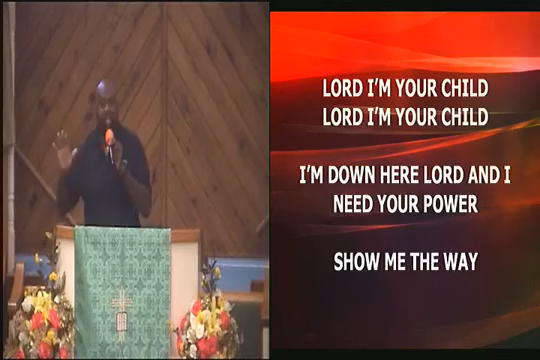 LORD I'M YOUR CHILD
LORD I'M YOUR CHILD
I'M DOWN HERE LORD AND I
NEED YOUR POWER
SHOW ME THE WAY